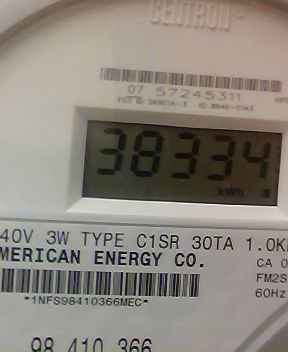 CENTRON®
07 57245311
38334
kWh
40V 3W TYPE C1SR 30TA 1.0K
MERICAN ENERGY CO.
CA 0
FM2S
60Hz
*1NFS98410366MEC*
98 410 366